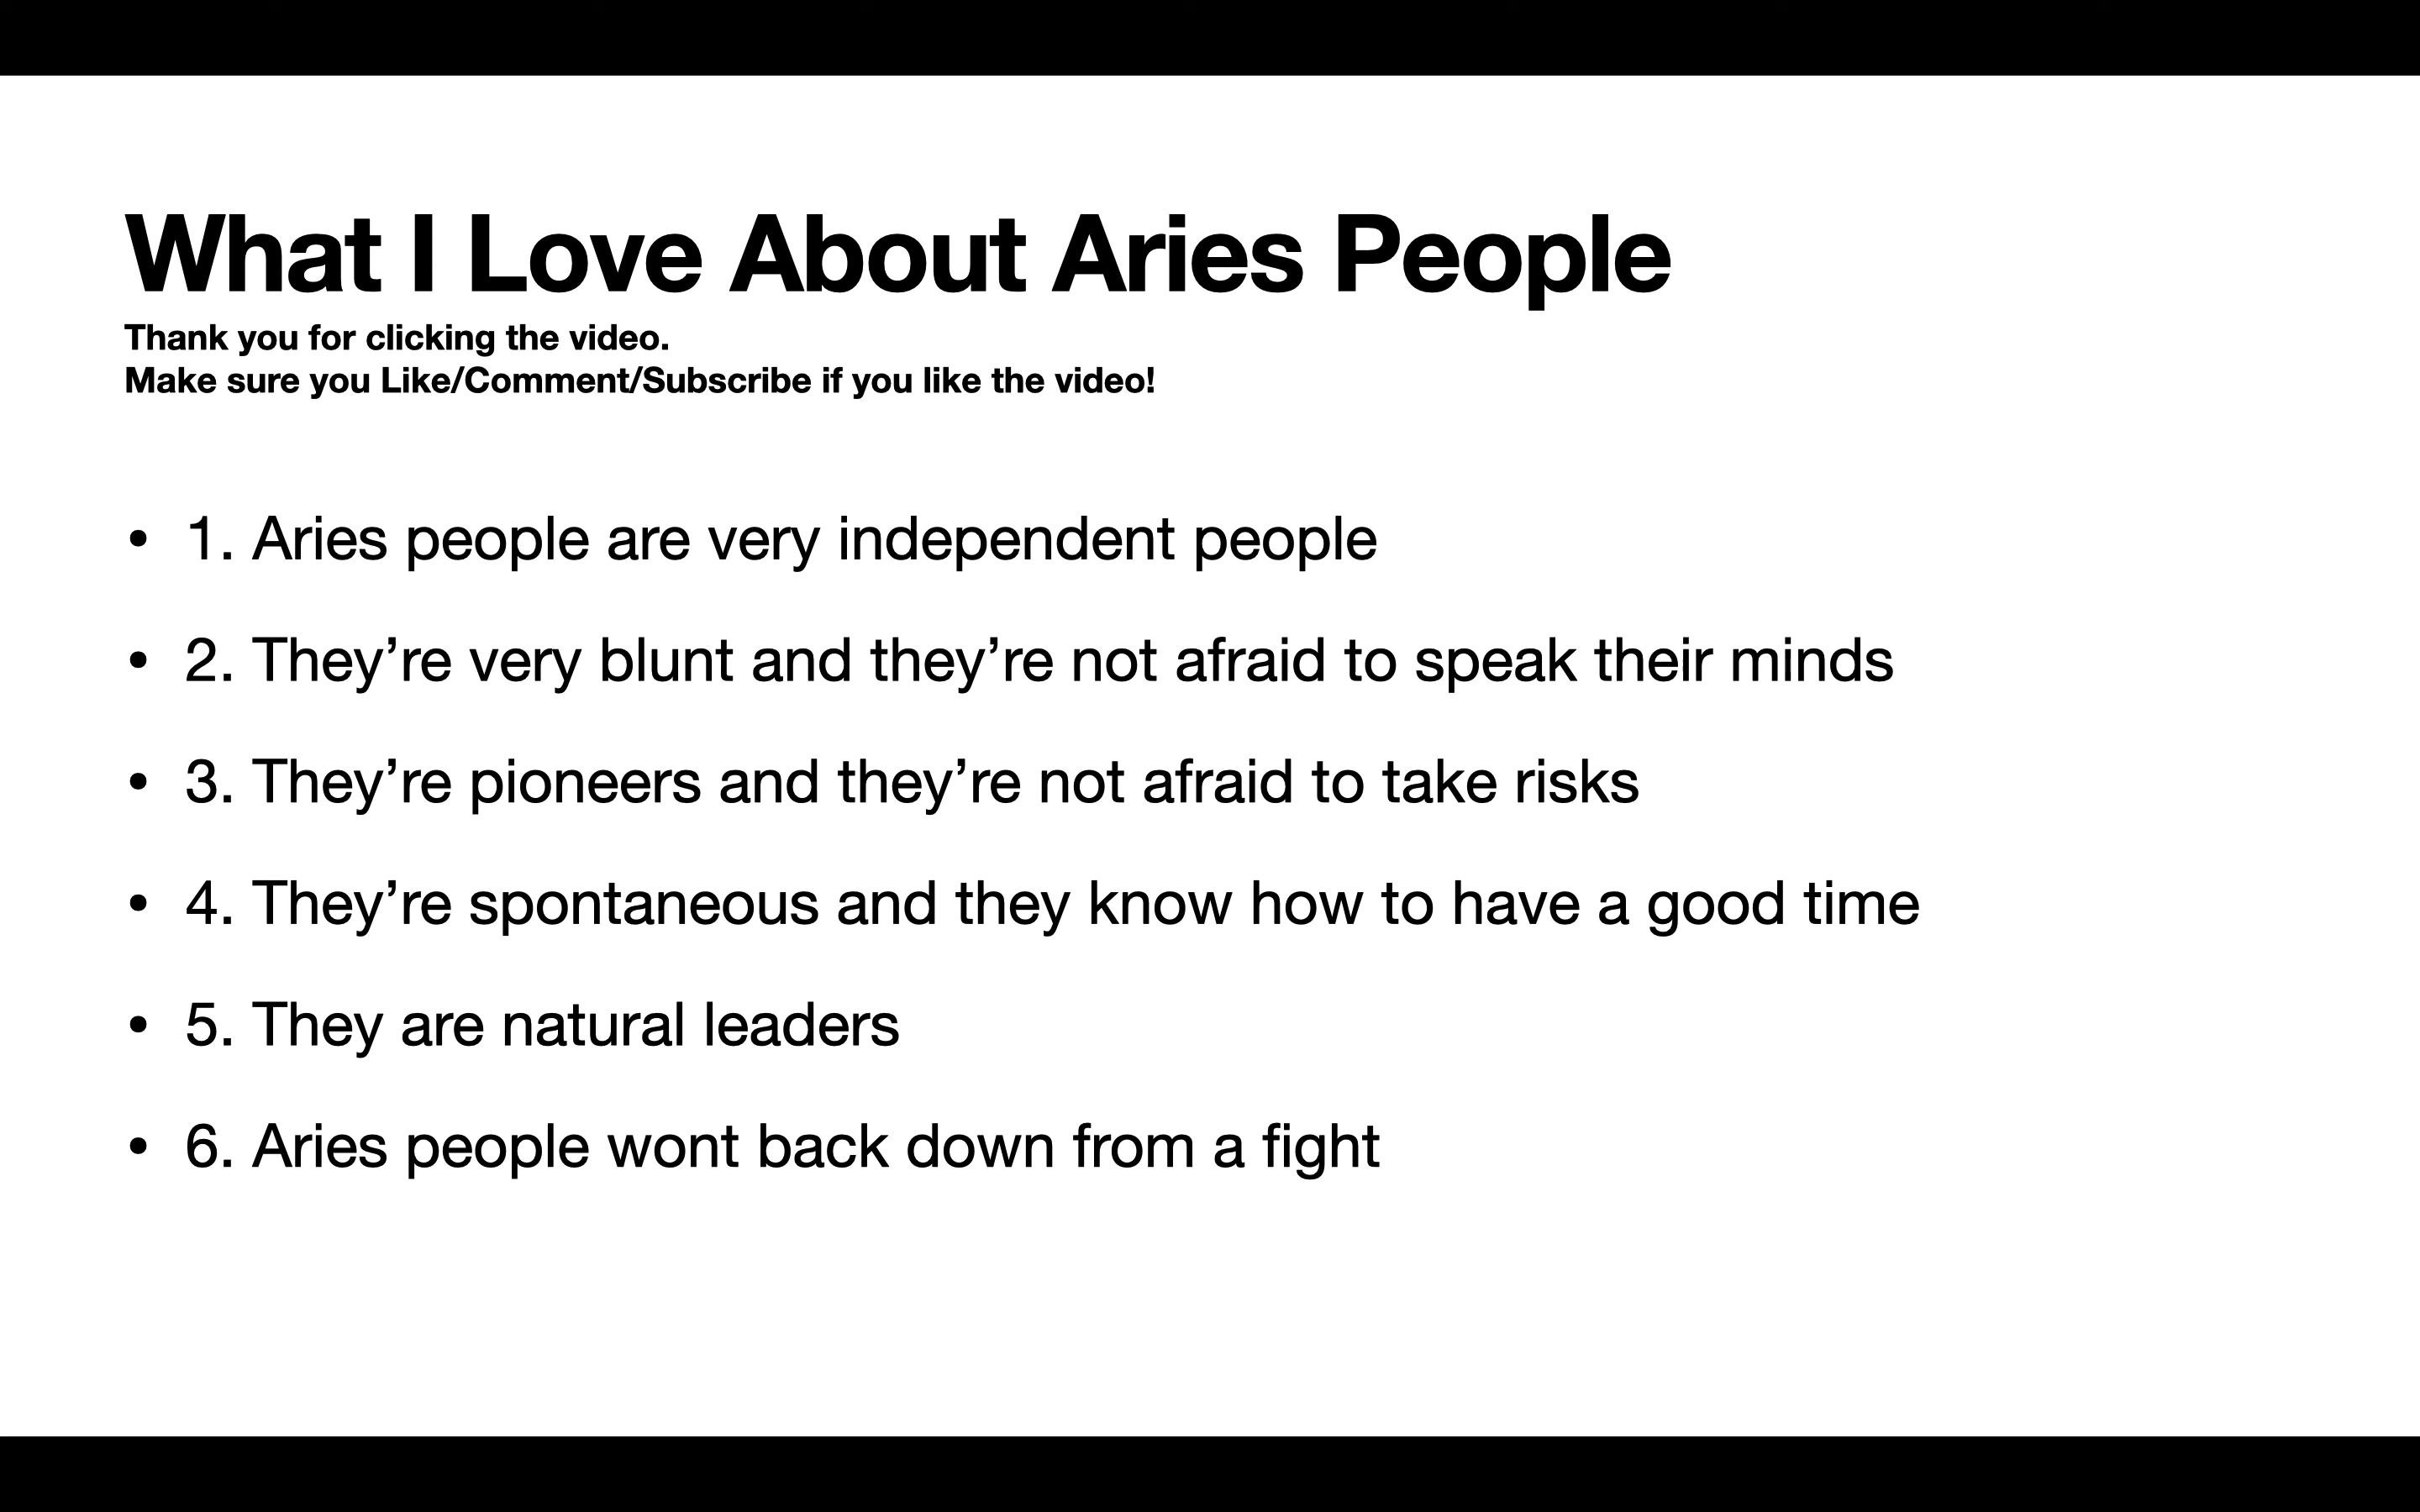 What I Love About Aries People
Thank you for clicking the video.
Make sure you Like/Comment/Subscribe if you like the video!
• 1. Aries people are very independent people
• 2. They’re very blunt and they’re not afraid to speak their minds
• 3. They’re pioneers and they’re not afraid to take risks
• 4. They’re spontaneous and they know how to have a good time
• 5. They are natural leaders
• 6. Aries people wont back down from a fight